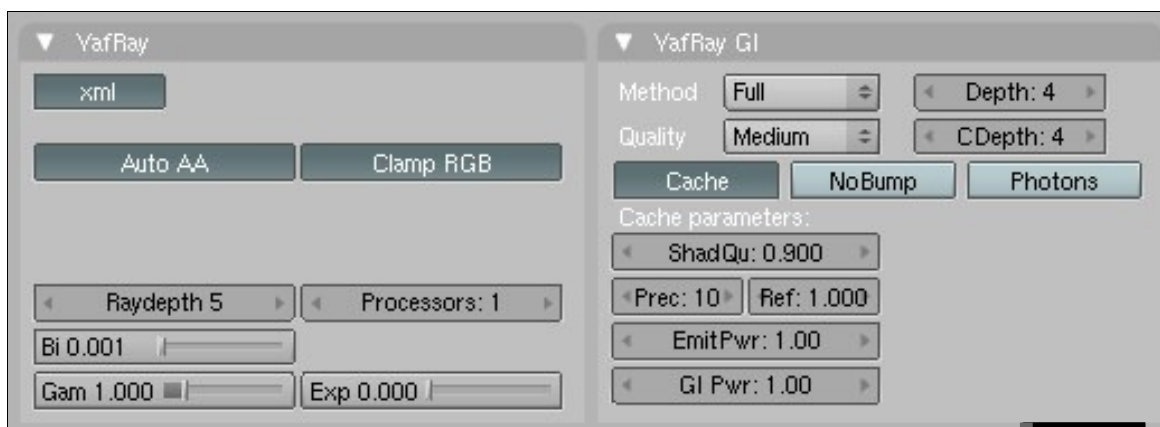 YafRay
xml
Auto AA
Clamp RGB
Raydepth 5
Processors: 1
Bi 0.001
Gam 1.000
Exp 0.000
YafRay GI
Method
Full
Depth: 4
Quality
Medium
CDepth: 4
Cache
NoBump
Photons
Cache parameters:
ShadQu: 0.900
Prec: 10
Ref: 1.000
EmitPwr: 1.00
GI Pwr: 1.00